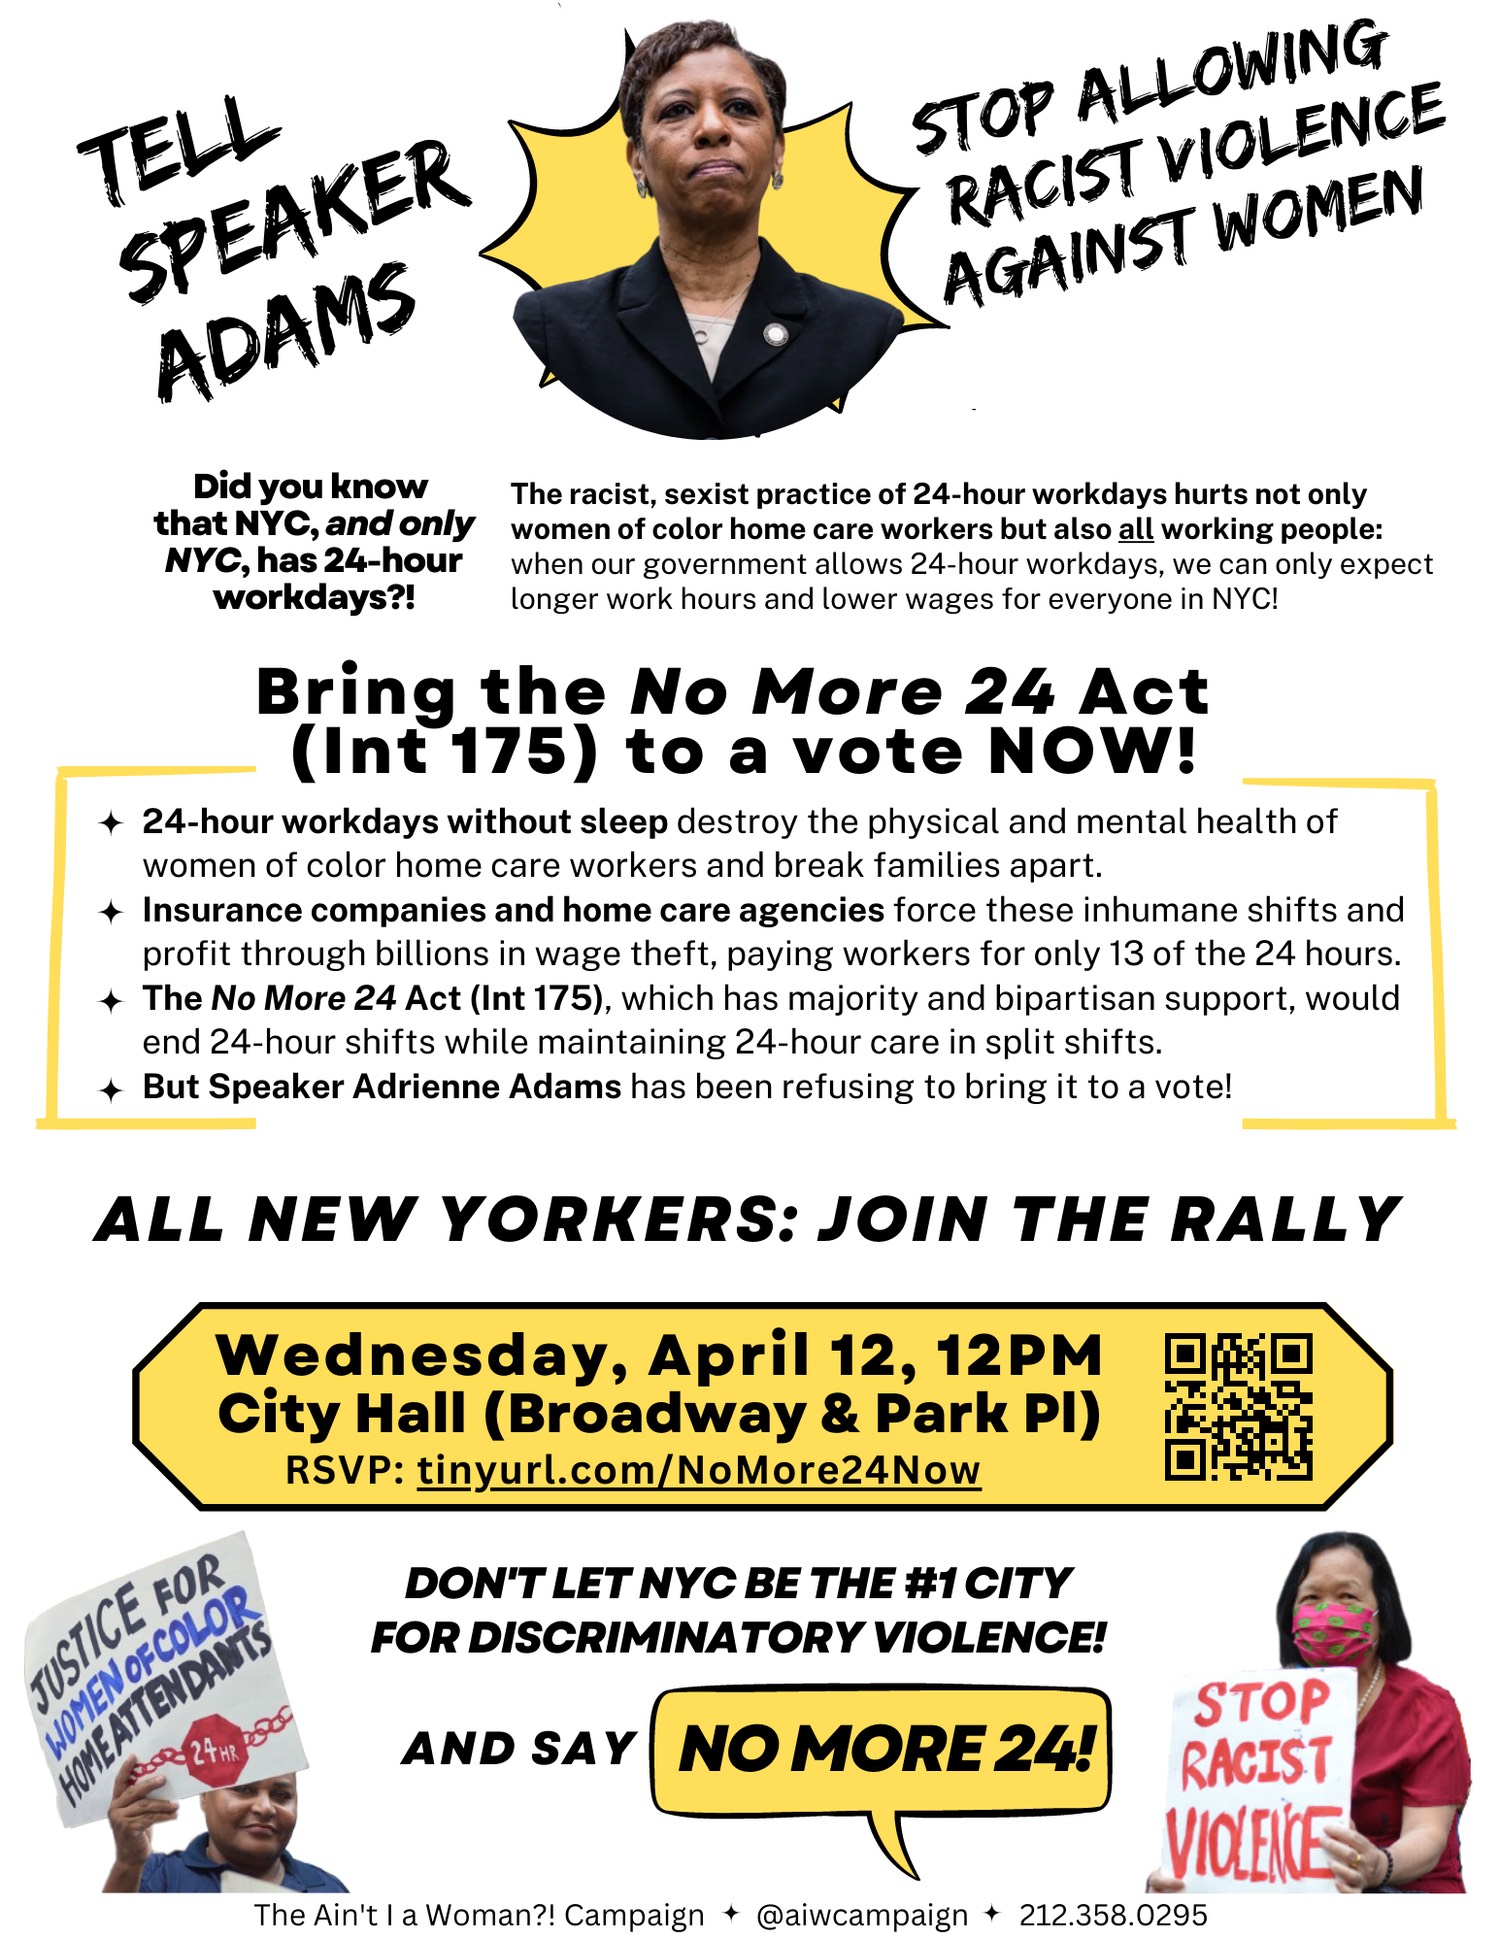 TELL
SPEAKER
ADAMS
STOP ALLOWING
RACIST VIOLENCE
AGAINST WOMEN
Did you know
that NYC, and only
NYC, has 24-hour
workdays?!
The racist, sexist practice of 24-hour workdays hurts not only
women of color home care workers but also all working people:
when our government allows 24-hour workdays, we can only expect
longer work hours and lower wages for everyone in NYC!
Bring the No More 24 Act
(Int 175) to a vote NOW!
✦ 24-hour workdays without sleep destroy the physical and mental health of
women of color home care workers and break families apart.
✦ Insurance companies and home care agencies force these inhumane shifts and
profit through billions in wage theft, paying workers for only 13 of the 24 hours.
✦ The No More 24 Act (Int 175), which has majority and bipartisan support, would
end 24-hour shifts while maintaining 24-hour care in split shifts.
✦ But Speaker Adrienne Adams has been refusing to bring it to a vote!
ALL NEW YORKERS: JOIN THE RALLY
Wednesday, April 12, 12PM
City Hall (Broadway & Park Pl)
RSVP: tinyurl.com/NoMore24Now
DON'T LET NYC BE THE #1 CITY
FOR DISCRIMINATORY VIOLENCE!
AND SAY NO MORE 24!
JUSTICE FOR
WOMEN OF COLOR
HOME ATTENDANTS
24 HR
STOP
RACIST
VIOLENCE
The Ain't I a Woman?! Campaign ✦ @aiwcampaign ✦ 212.358.0295